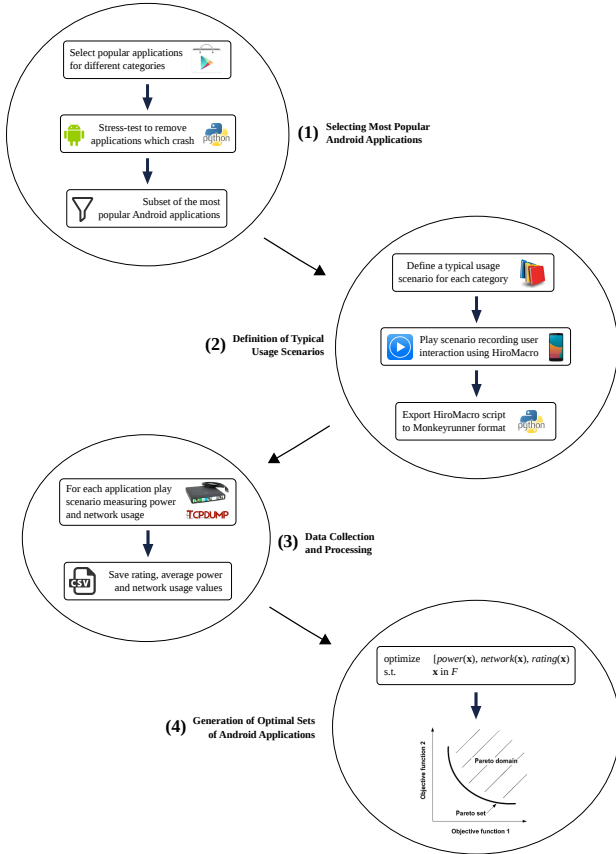 Select popular applications
for different categories
Stress-test to remove
applications which crash
python
Subset of the most
popular Android applications
(1) Selecting Most Popular
Android Applications
Define a typical usage
scenario for each category
Play scenario recording user
interaction using HiroMacro
Export HiroMacro script
to Monkeyrunner format
python
(2) Definition of Typical
Usage Scenarios
For each application play
scenario measuring power
and network usage
TCPDUMP
CSV
Save rating, average power
and network usage values
(3) Data Collection
and Processing
optimize [power(x), network(x), rating(x)
s.t. x in F
Objective function 2
Pareto domain
Pareto set
Objective function 1
(4) Generation of Optimal Sets
of Android Applications